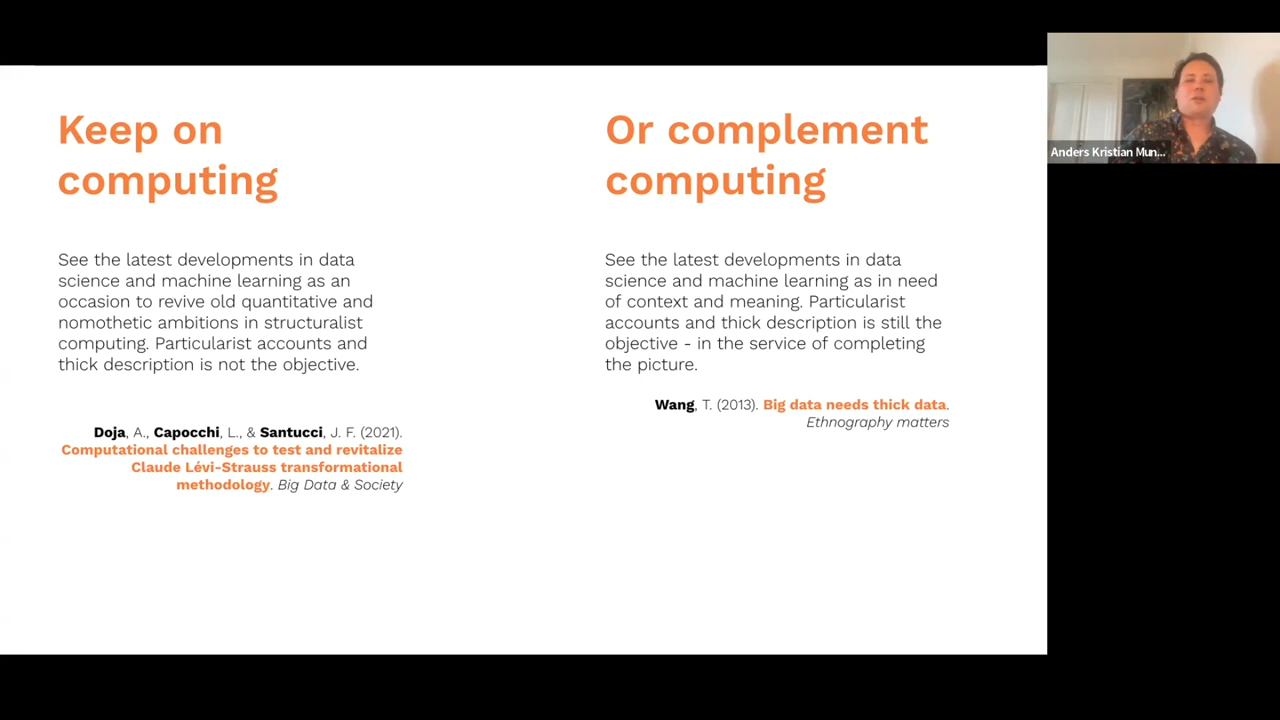 Keep on
computing
See the latest developments in data
science and machine learning as an
occasion to revive old quantitative and
nomothetic ambitions in structuralist
computing. Particularist accounts and
thick description is not the objective.
Doja, A., Capocchi, L., & Santucci, J. F. (2021).
Computational challenges to test and revitalize
Claude Lévi-Strauss transformational
methodology. Big Data & Society
Or complement
computing
See the latest developments in data
science and machine learning as in need
of context and meaning. Particularist
accounts and thick description is still the
objective - in the service of completing
the picture.
Wang, T. (2013). Big data needs thick data.
Ethnography matters
Anders Kristian Mun...